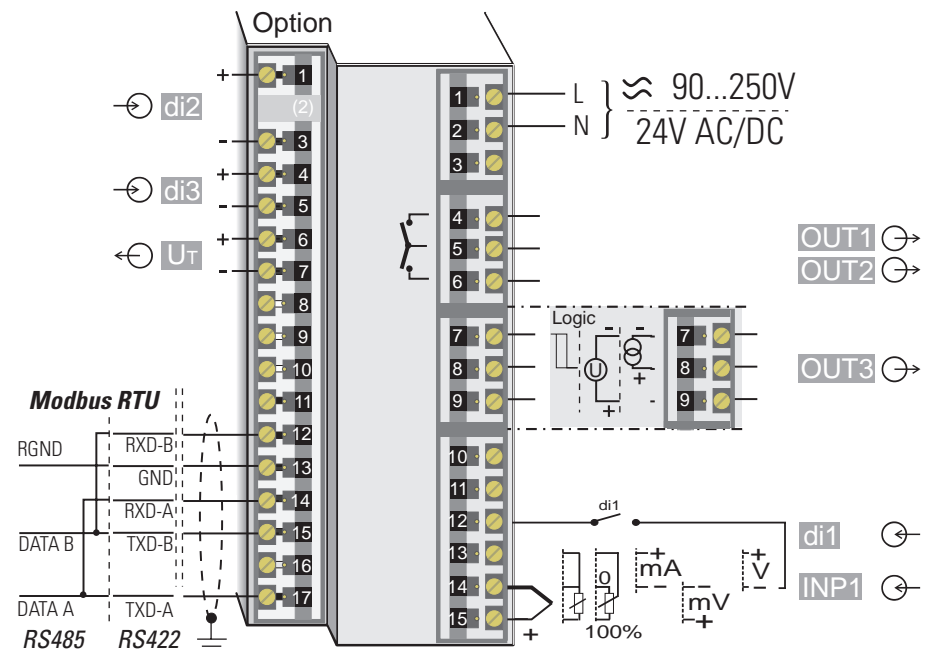 Option
+ 1
di2
(2)
- 3
+ 4
di3
- 5
+ 6
UT
- 7
8
9
10
11
Modbus RTU
12
RXD-B
RGND
13
GND
14
RXD-A
15
DATA B
TXD-B
16
17
DATA A
TXD-A
RS485 RS422
1 L
2 N
3
90...250V
24V AC/DC
4
5
6
OUT1
OUT2
7
8
9
Logic
- -
U
+ + -
7
8
9
OUT3
10
11
12
13
14
15
+
di1
di1
INP1
0
100%
+
mA
-
-
mV
+
+
V
-